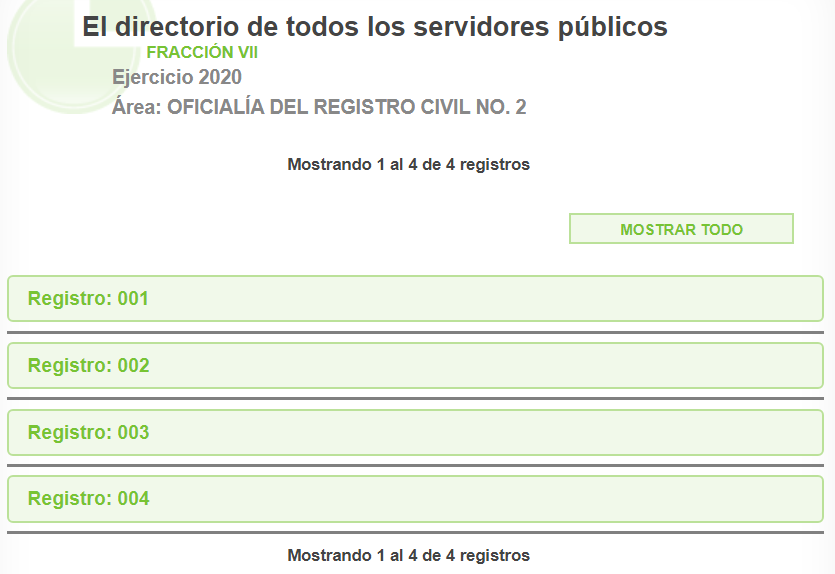 El directorio de todos los servidores públicos
FRACCIÓN VII
Ejercicio 2020
Área: OFICIALÍA DEL REGISTRO CIVIL NO. 2
Mostrando 1 al 4 de 4 registros
MOSTRAR TODO
Registro: 001
Registro: 002
Registro: 003
Registro: 004
Mostrando 1 al 4 de 4 registros